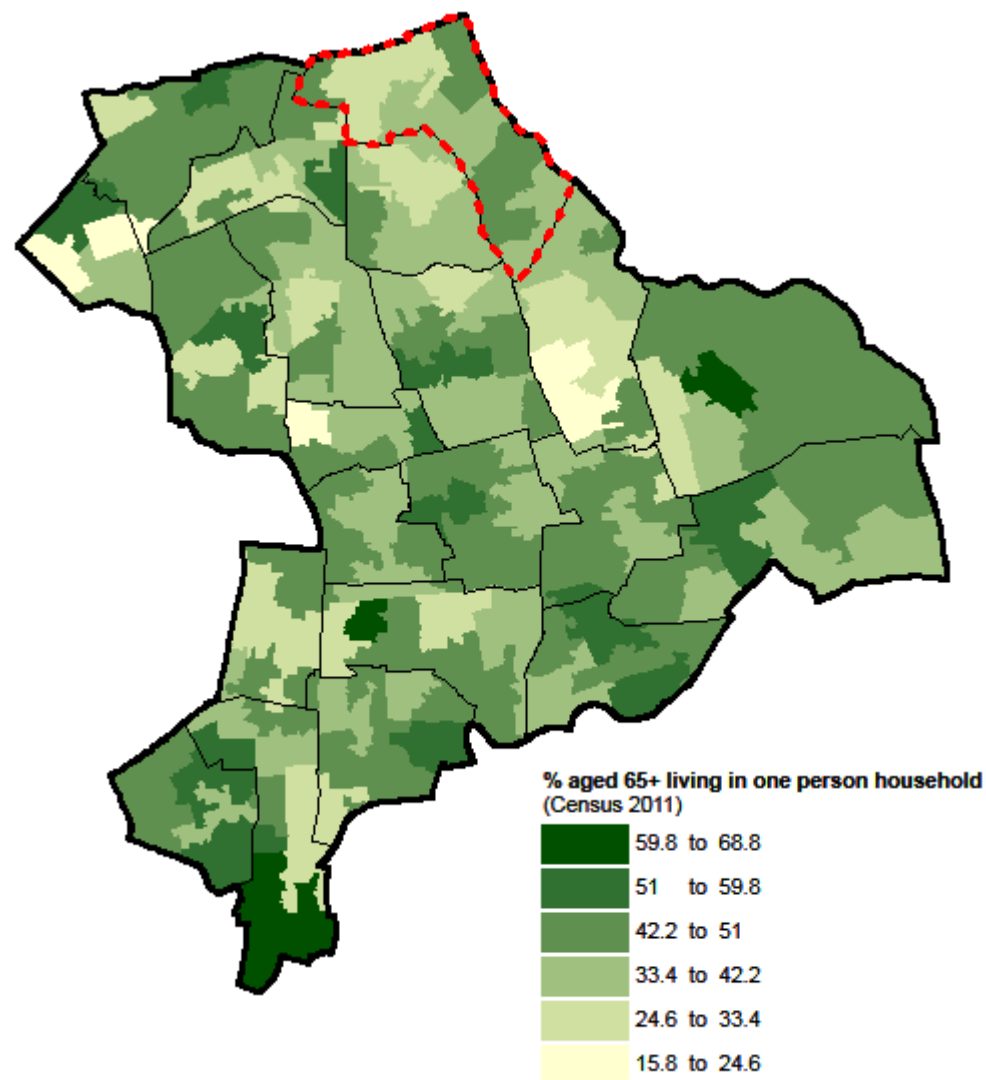 % aged 65+ living in one person household
(Census 2011)
59.8 to 68.8
51 to 59.8
42.2 to 51
33.4 to 42.2
24.6 to 33.4
15.8 to 24.6